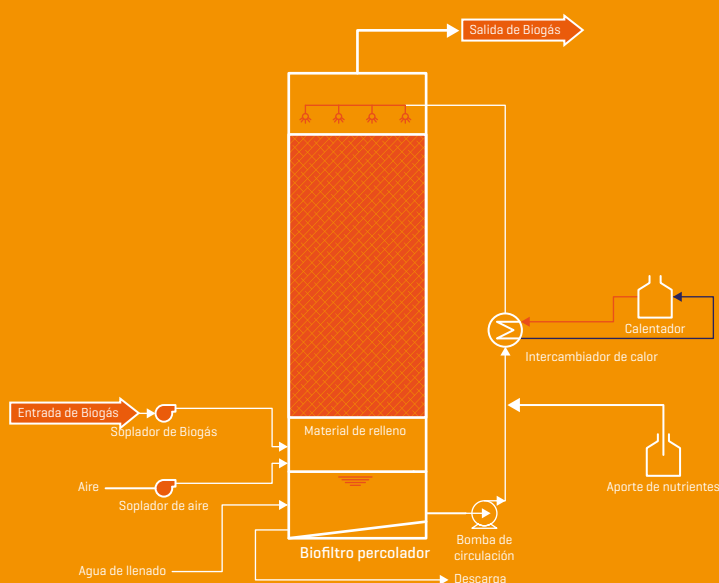 Salida de Biogás
Calentador
Intercambiador de calor
Entrada de Biogás
Soplador de Biogás
Material de relleno
Aire
Soplador de aire
Aporte de nutrientes
Bomba de
circulación
Biofiltro percolador
Agua de llenado
Descarga